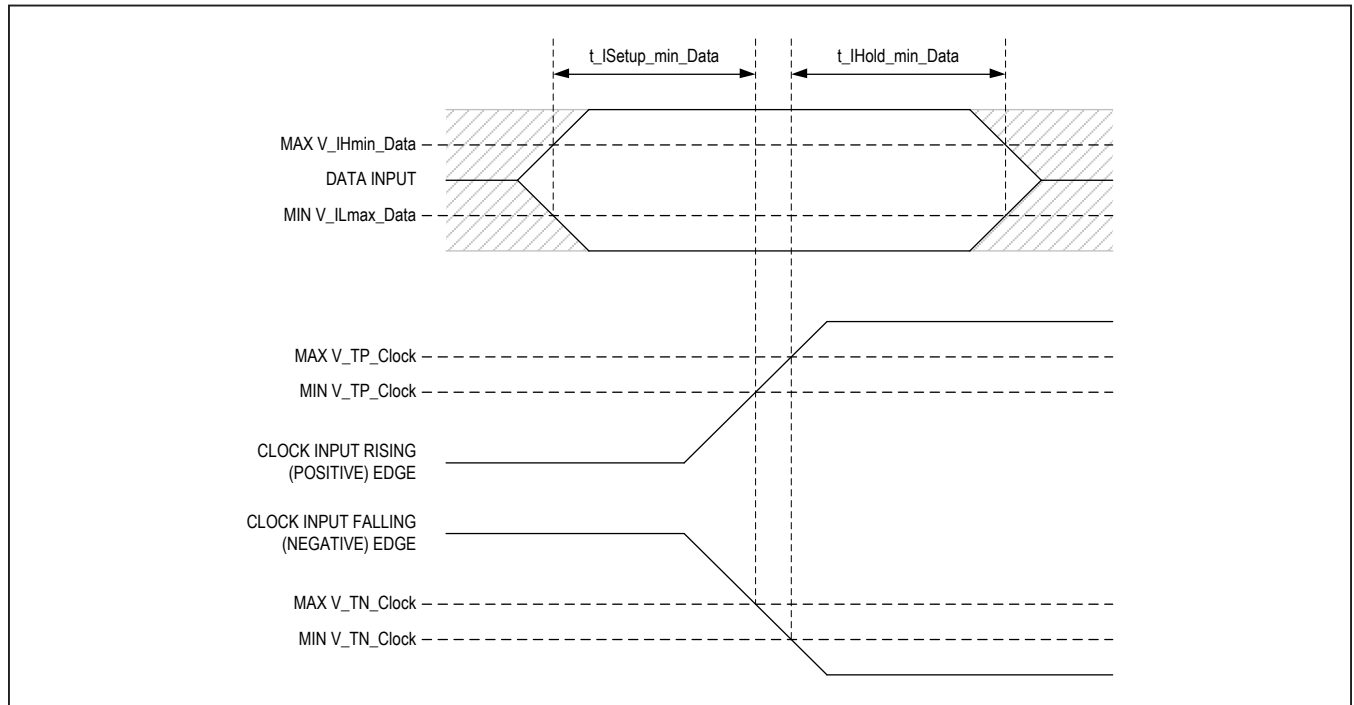 t_ISetup_min_Data
t_IHold_min_Data
MAX V_IHmin_Data
DATA INPUT
MIN V_ILmax_Data
MAX V_TP_Clock
MIN V_TP_Clock
CLOCK INPUT RISING
(POSITIVE) EDGE
CLOCK INPUT FALLING
(NEGATIVE) EDGE
MAX V_TN_Clock
MIN V_TN_Clock